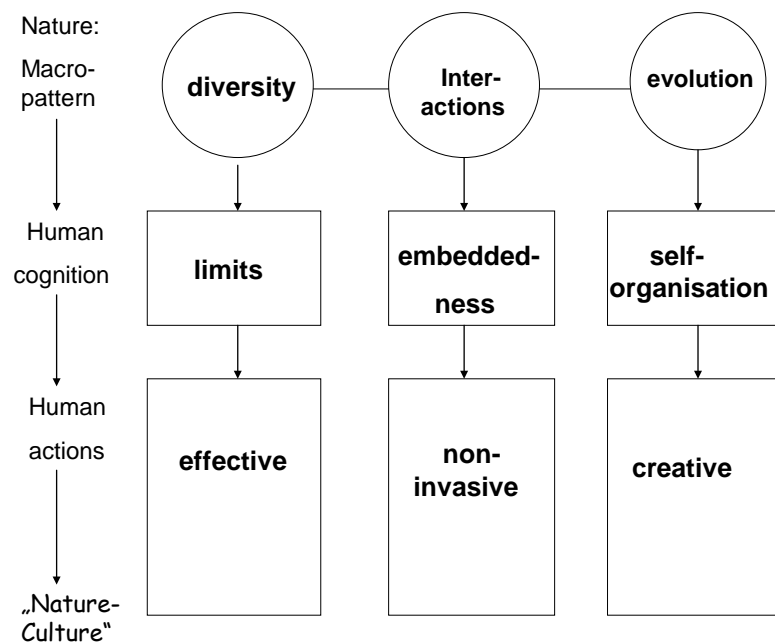 Nature:
Macro-
pattern
diversity
Inter-
actions
evolution
Human
cognition
limits
embedded-
ness
self-
organisation
Human
actions
effective
non-
invasive
creative
„Nature-
Culture“